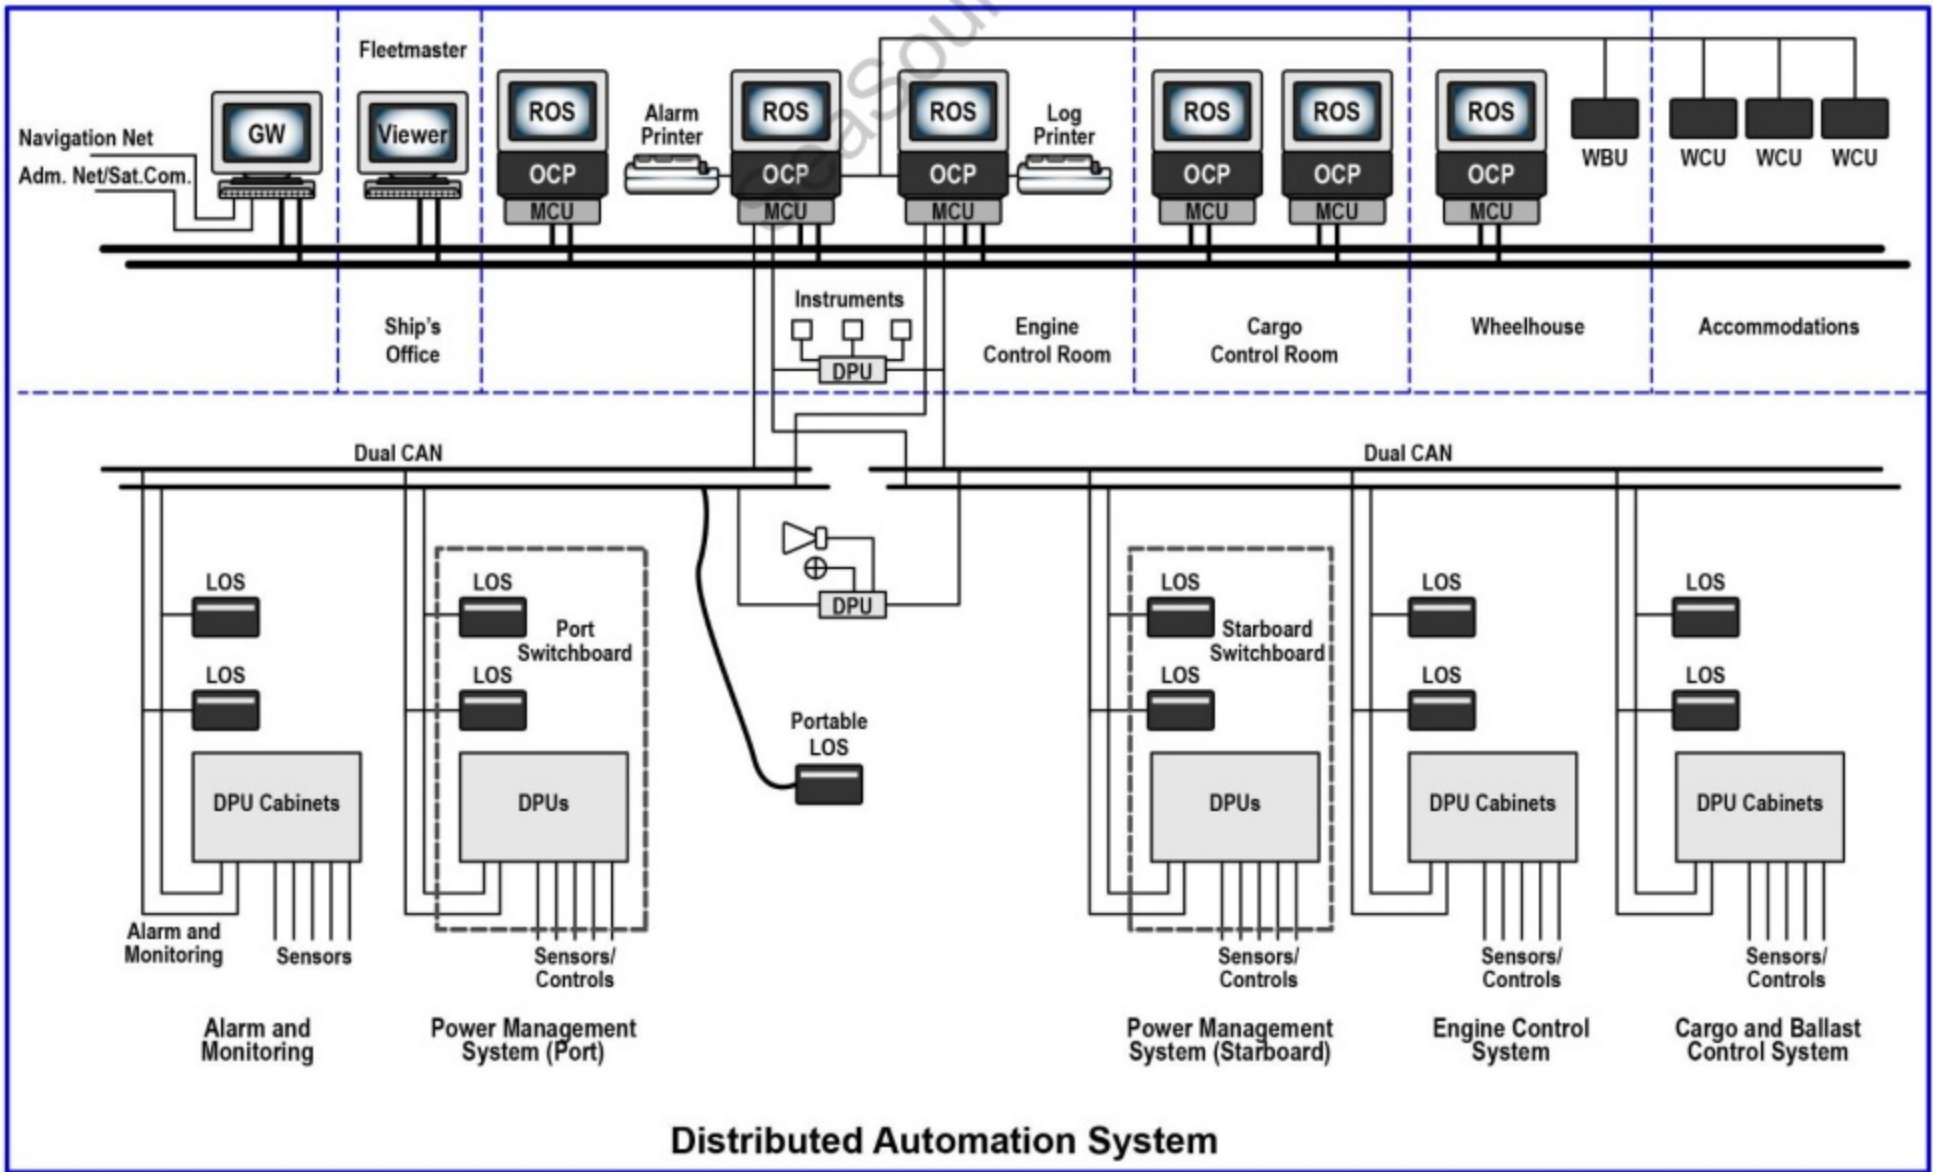 Fleetmaster
Navigation Net
Adm. Net/Sat.Com.
GW
Viewer
ROS
OCP
MCU
Alarm
Printer
ROS
OCP
MCU
ROS
OCP
MCU
Log
Printer
ROS
OCP
MCU
ROS
OCP
MCU
ROS
OCP
MCU
WBU
WCU
WCU
WCU
Ship's
Office
Instruments
DPU
Engine
Control Room
Cargo
Control Room
Wheelhouse
Accommodations
Dual CAN
Dual CAN
LOS
LOS
DPU Cabinets
Alarm and
Monitoring
Sensors
LOS
Port
Switchboard
LOS
DPUs
Sensors/
Controls
DPU
Portable
LOS
LOS
Starboard
Switchboard
LOS
DPUs
Sensors/
Controls
LOS
LOS
DPU Cabinets
Sensors/
Controls
LOS
LOS
DPU Cabinets
Sensors/
Controls
Alarm and
Monitoring
Power Management
System (Port)
Power Management
System (Starboard)
Engine Control
System
Cargo and Ballast
Control System
Distributed Automation System